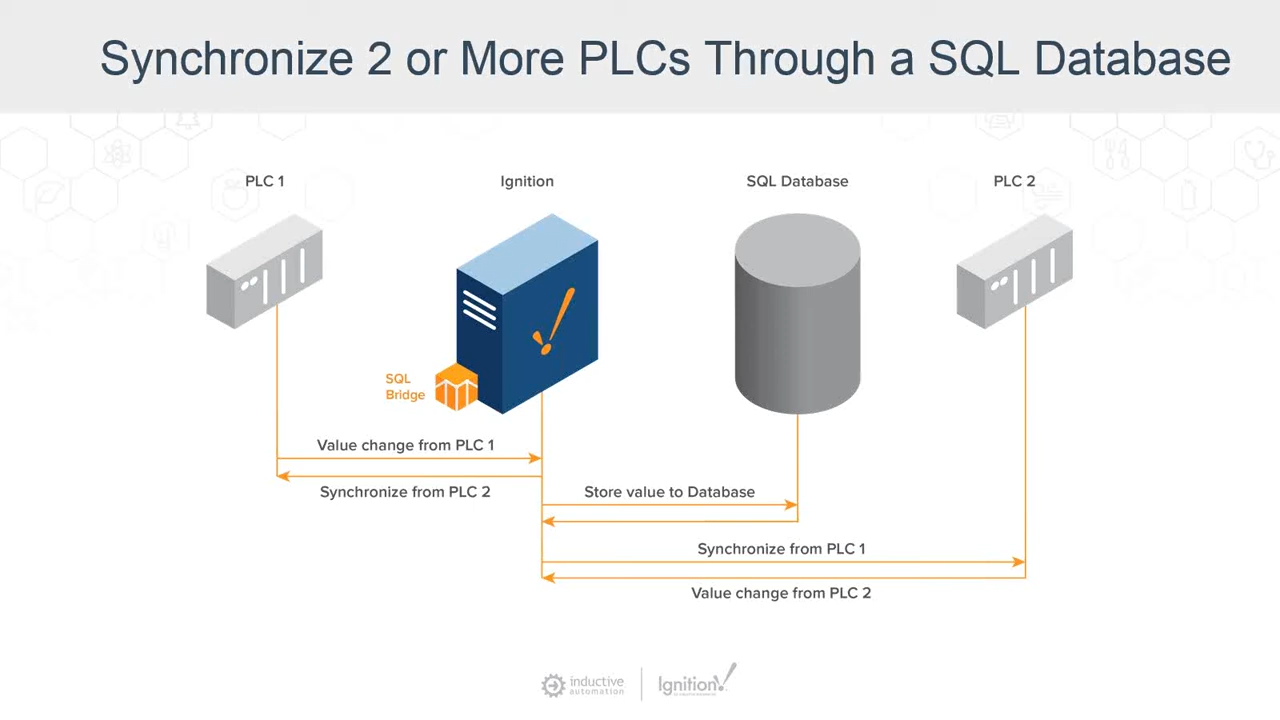 Synchronize 2 or More PLCs Through a SQL Database
PLC 1
Ignition
SQL Database
PLC 2
SQL
Bridge
Value change from PLC 1
Synchronize from PLC 2
Store value to Database
Synchronize from PLC 1
Value change from PLC 2
inductive
automation
Ignition!